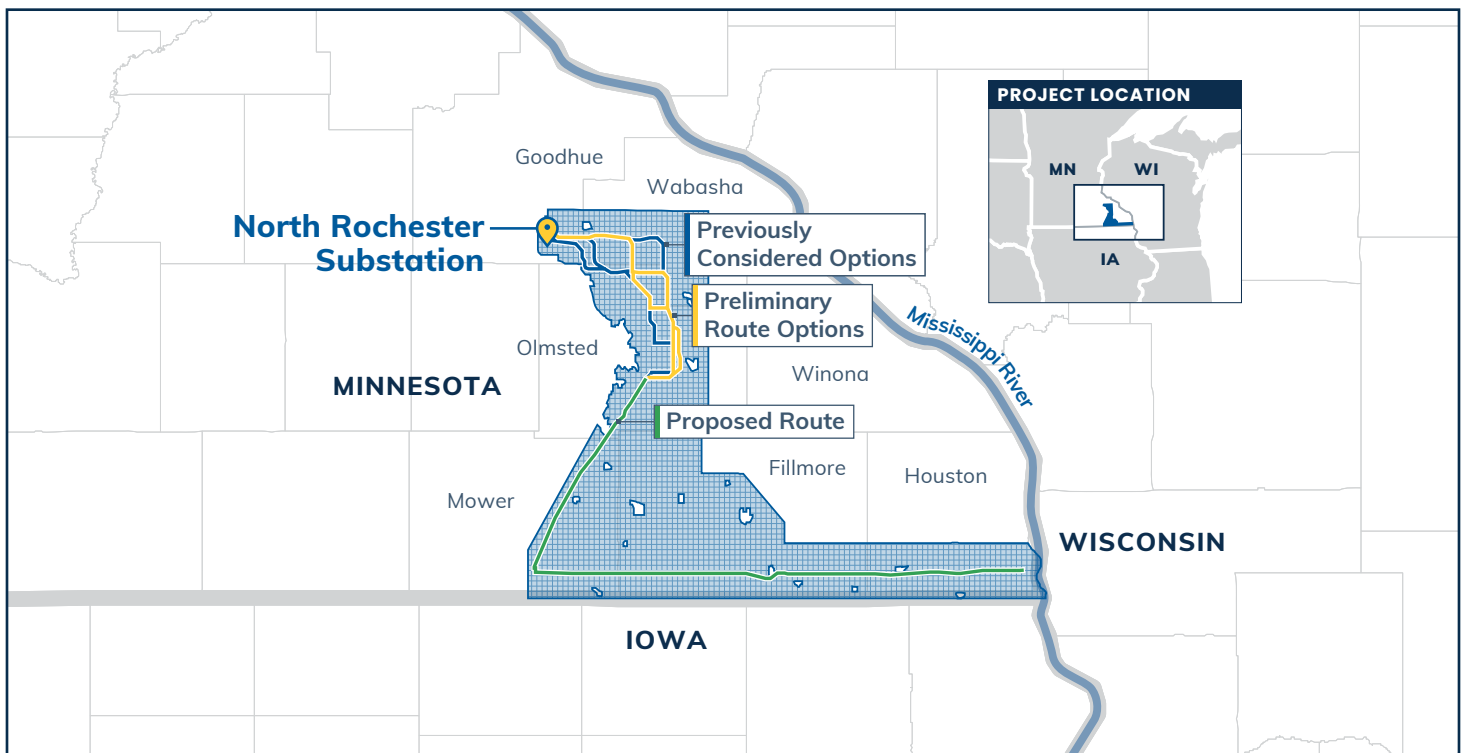 PROJECT LOCATION
MN
WI
IA
Goodhue
Wabasha
North Rochester
Substation
Previously
Considered Options
Preliminary
Route Options
Mississippi River
Olmsted
Winona
MINNESOTA
Proposed Route
Fillmore
Houston
Mower
WISCONSIN
IOWA